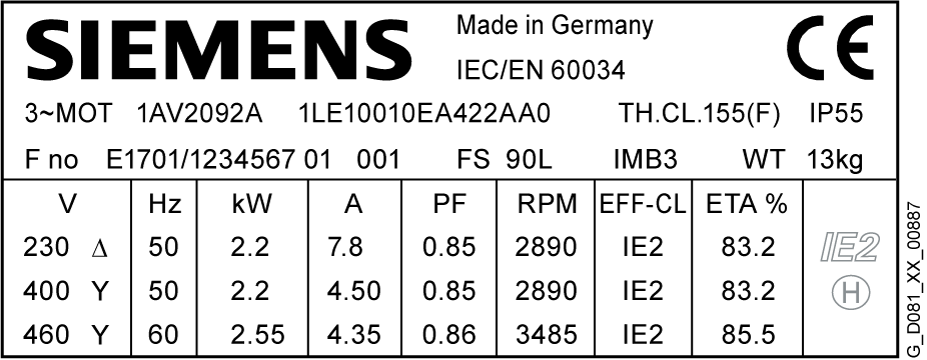 SIEMENS Made in Germany CE
IEC/EN 60034
3~MOT 1AV2092A 1LE10010EA422AA0 TH.CL.155(F) IP55
F no E1701/1234567 01 001 FS 90L IMB3 WT 13kg
V Hz kW A PF RPM EFF-CL ETA %
230 Δ 50 2.2 7.8 0.85 2890 IE2 83.2 IE2
400 Y 50 2.2 4.50 0.85 2890 IE2 83.2 H
460 Y 60 2.55 4.35 0.86 3485 IE2 85.5
G_D081_XX_00887